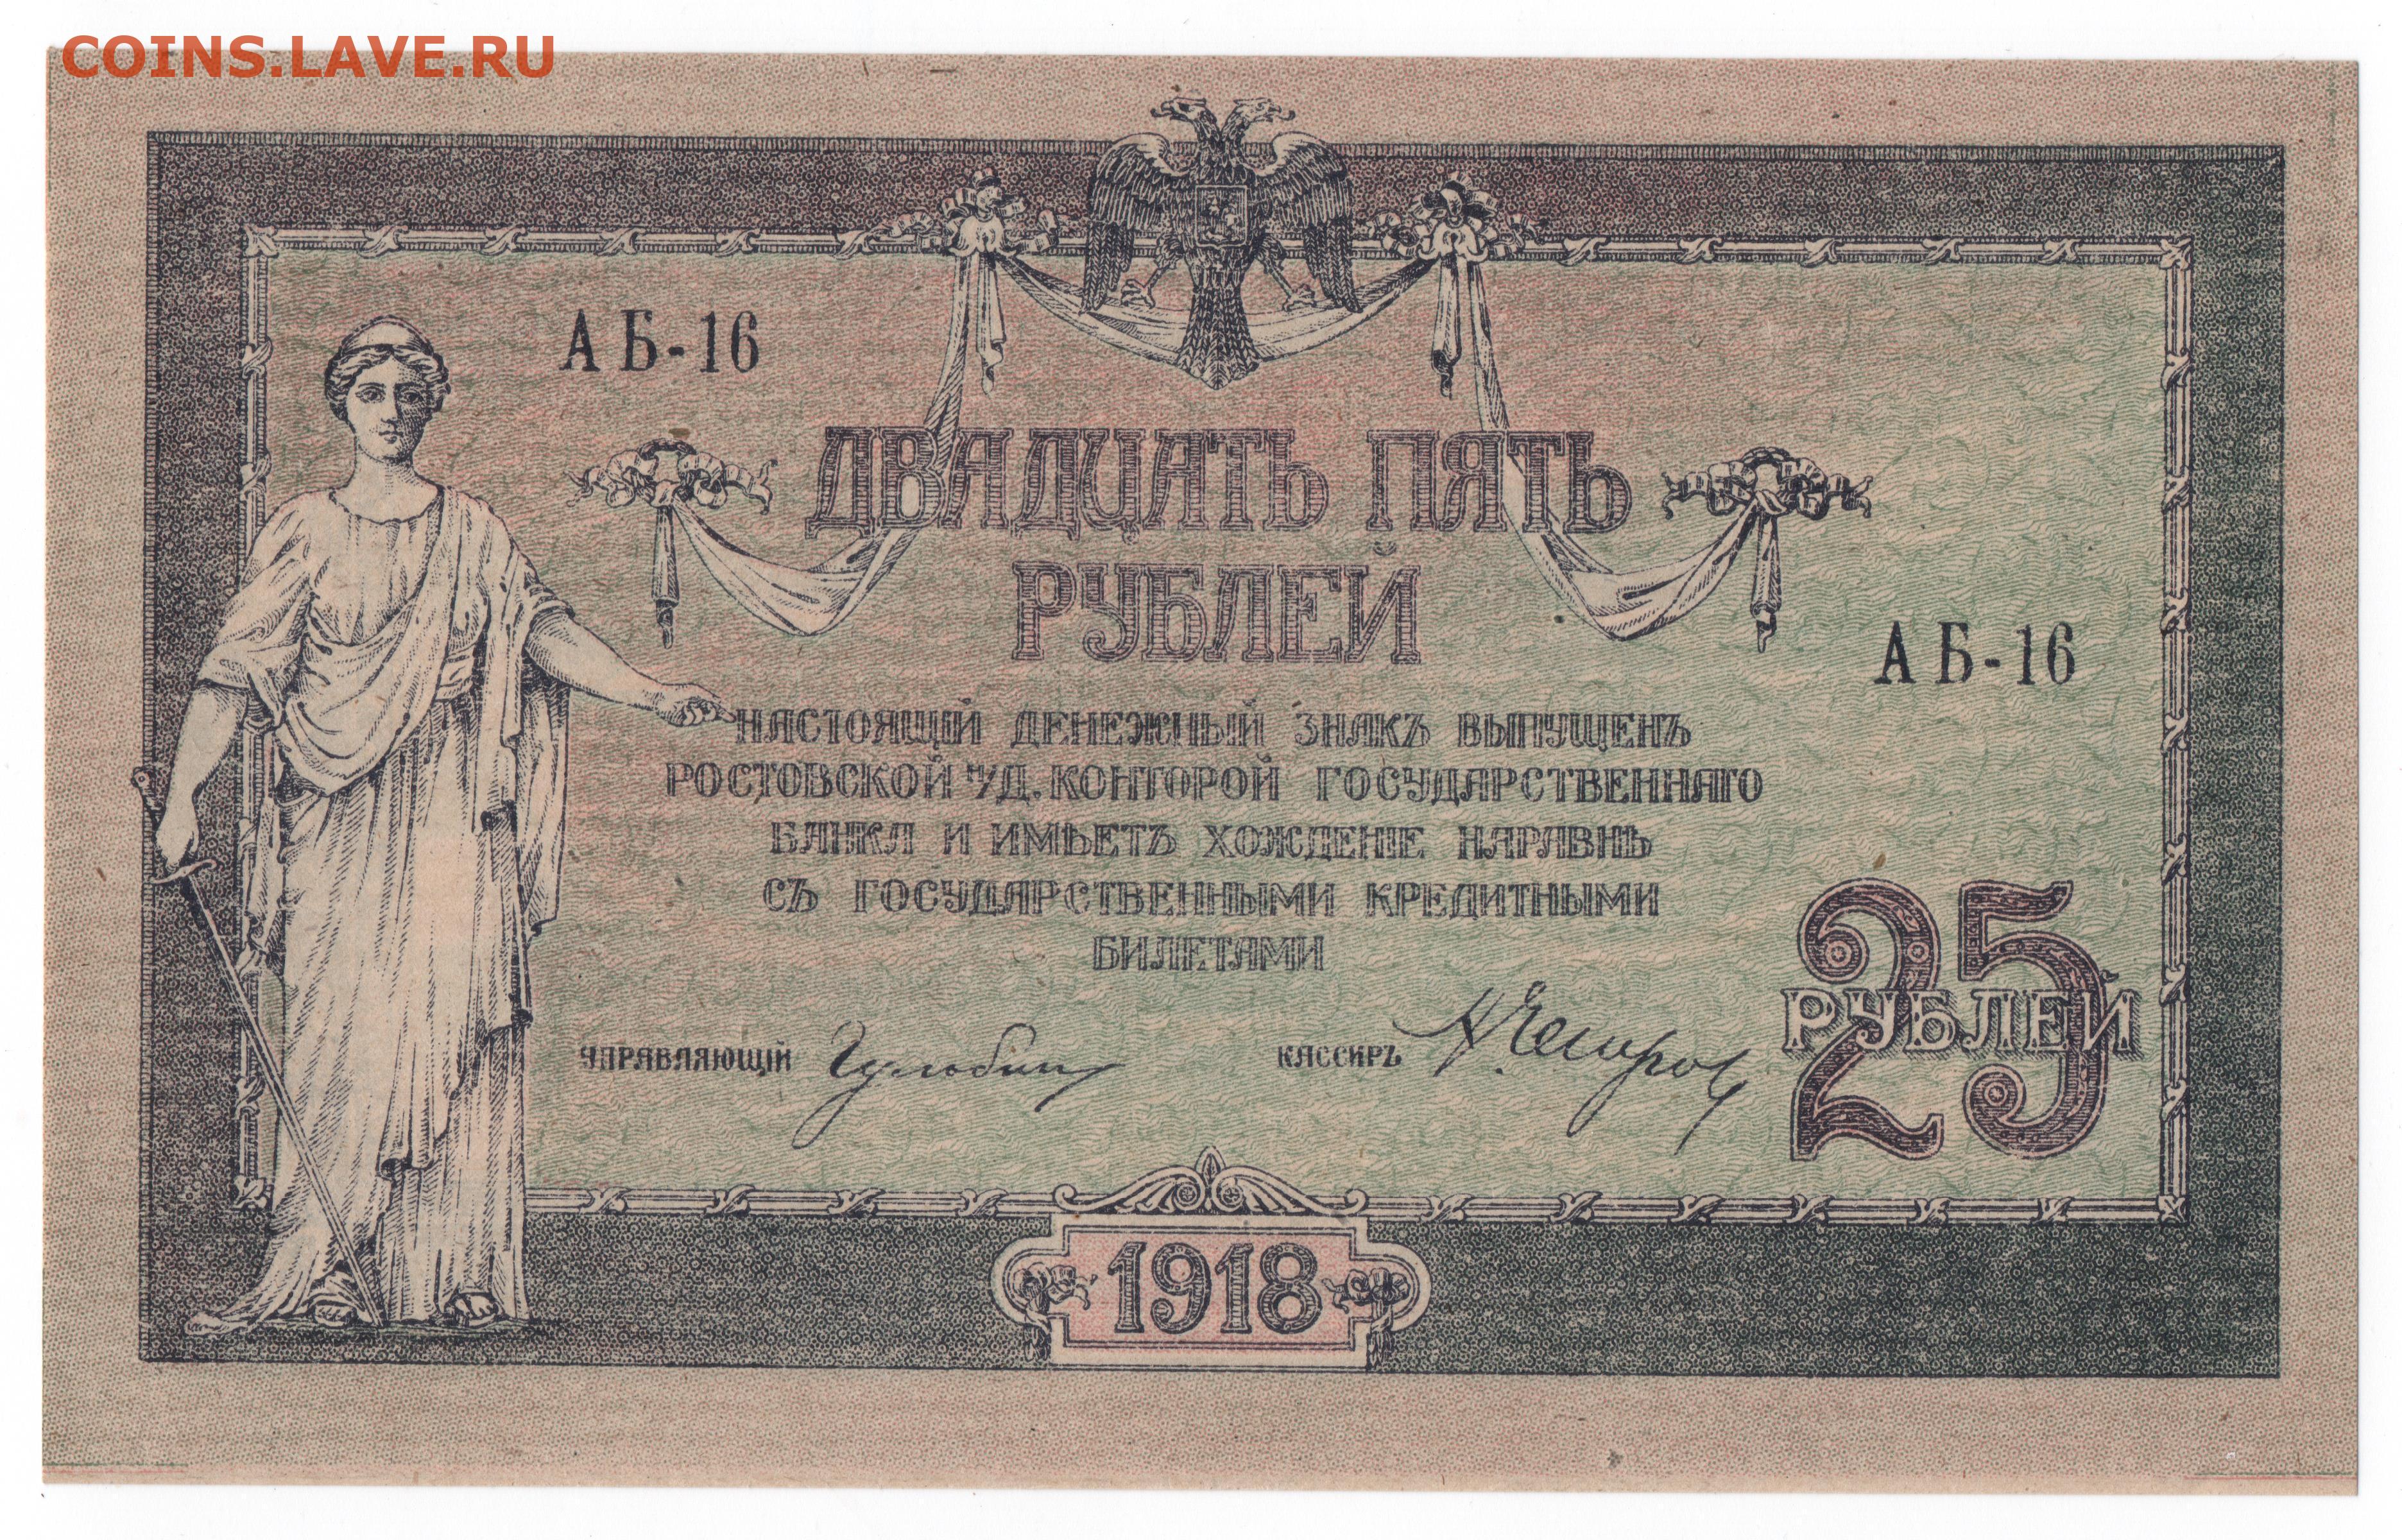 COINS.LAVE.RU
АБ-16
ДВАДЦАТЬ ПЯТЬ
РУБЛЕЙ
АБ-16
НАСТОЯЩІЙ ДЕНЕЖНЫЙ ЗНАКЪ ВЫПУЩЕНЪ
РОСТОВСКОЙ н/Д. КОНТОРОЙ ГОСУДАРСТВЕННАГО
БАНКА И ИМѢЕТЪ ХОЖДЕНІЕ НАРАВНѢ
СЪ ГОСУДАРСТВЕННЫМИ КРЕДИТНЫМИ
БИЛЕТАМИ
25
РУБЛЕЙ
УПРАВЛЯЮЩІЙ
КАССИРЪ
1918